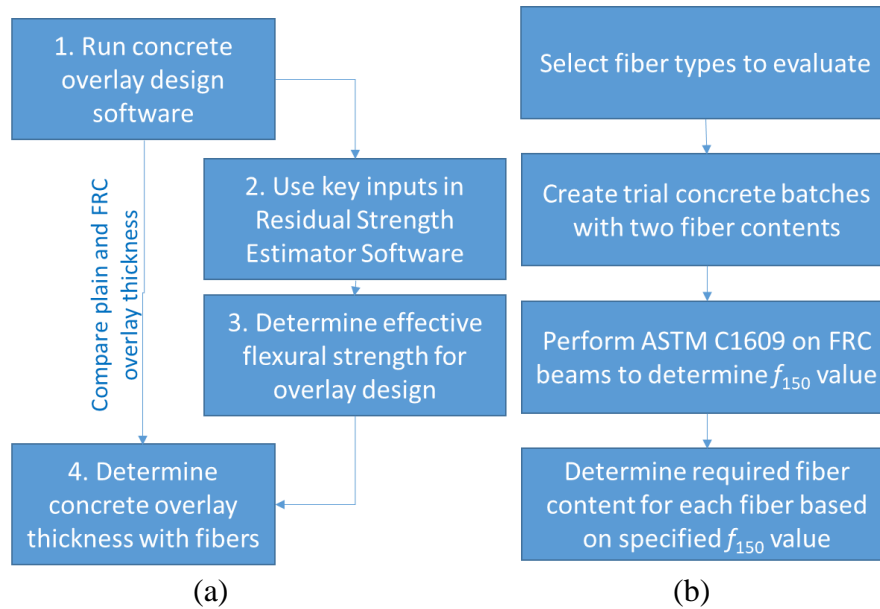 1. Run concrete
overlay design
software
Compare plain and FRC
overlay thickness
2. Use key inputs in
Residual Strength
Estimator Software
3. Determine effective
flexural strength for
overlay design
4. Determine
concrete overlay
thickness with fibers
(a)
Select fiber types to evaluate
Create trial concrete batches
with two fiber contents
Perform ASTM C1609 on FRC
beams to determine f150 value
Determine required fiber
content for each fiber based
on specified f150 value
(b)